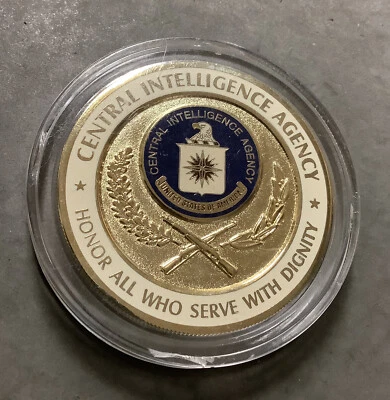 CENTRAL INTELLIGENCE AGENCY
CENTRAL INTELLIGENCE AGENCY
UNITED STATES OF AMERICA
HONOR ALL WHO SERVE WITH DIGNITY